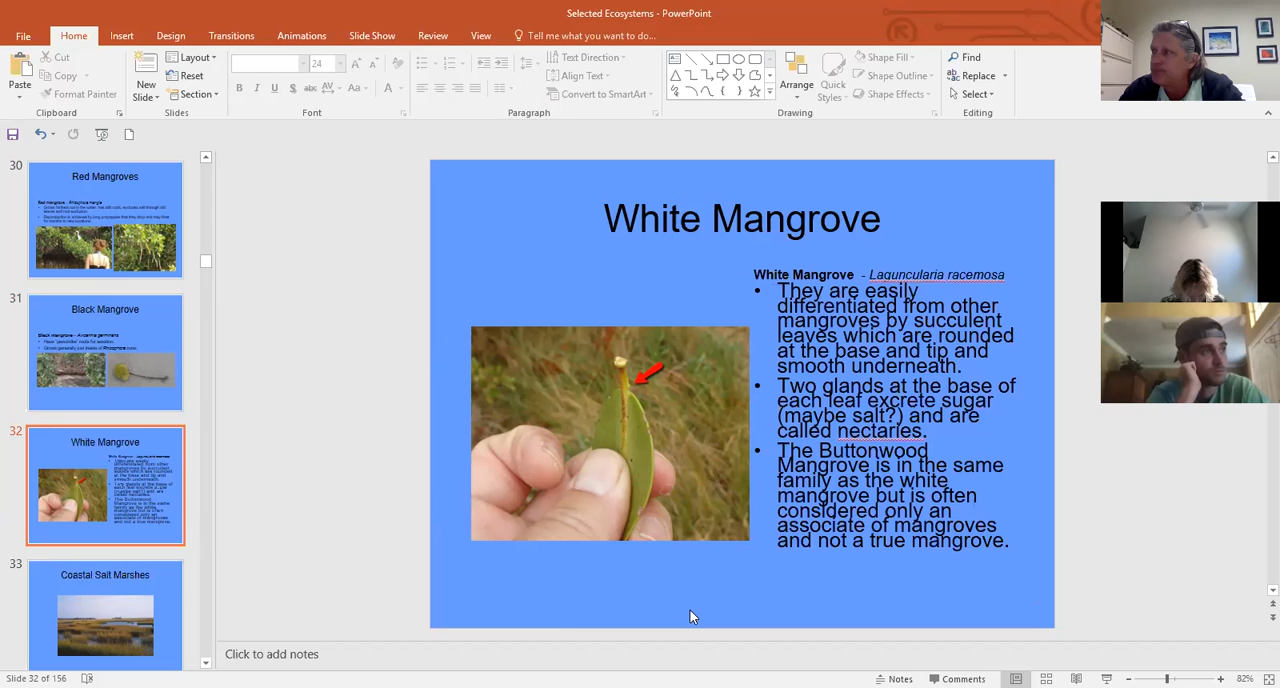 Selected Ecosystems - PowerPoint
File Home Insert Design Transitions Animations Slide Show Review View Tell me what you want to do...
Paste
Cut
Copy
Format Painter
Clipboard
New
Slide
Layout
Reset
Section
Slides
24
B I U S abc AV Aa A
Font
Text Direction
Align Text
Convert to SmartArt
Paragraph
Arrange
Quick
Styles
Shape Fill
Shape Outline
Shape Effects
Drawing
Find
Replace
Select
Editing
30
Red Mangroves
31
Black Mangrove
32
White Mangrove
33
Coastal Salt Marshes
White Mangrove
White Mangrove - Laguncularia racemosa
• They are easily
differentiated from other
mangroves by succulent
leaves which are rounded
at the base and tip and
smooth underneath.
• Two glands at the base of
each leaf excrete sugar
(maybe salt?) and are
called nectaries.
• The Buttonwood
Mangrove is in the same
family as the white
mangrove but is often
considered only an
associate of mangroves
and not a true mangrove.
Click to add notes
Slide 32 of 156
Notes Comments 82%